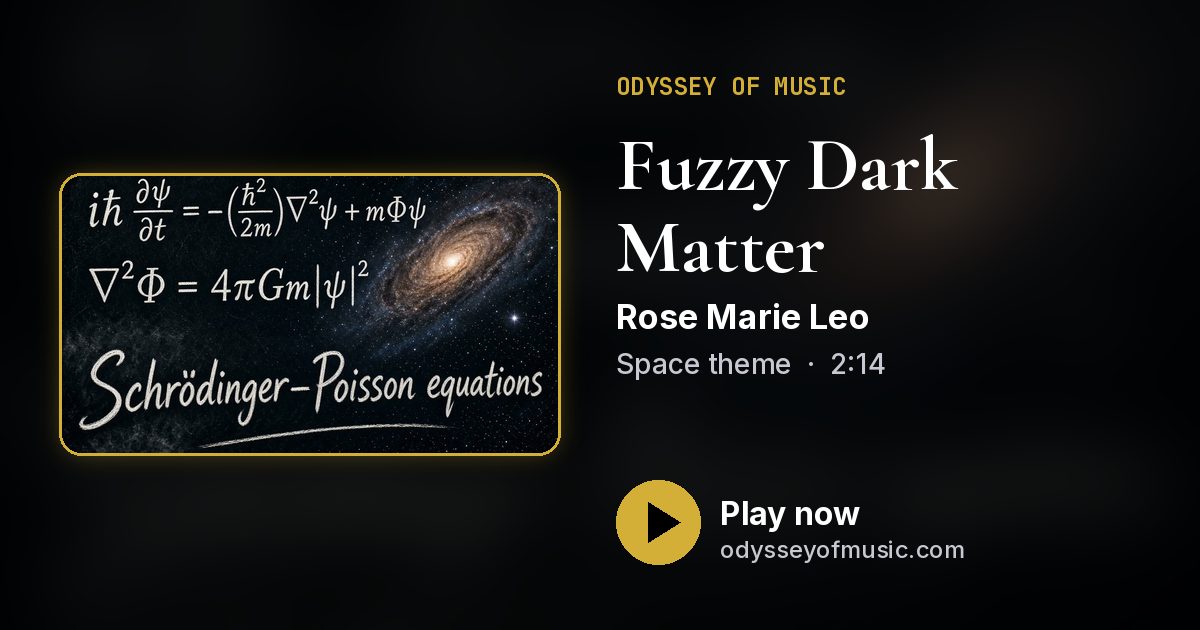 iħ ∂ψ/∂t = −(ħ²/2m)∇²ψ + mΦψ
∇²Φ = 4πGm|ψ|²
Schrödinger–Poisson equations
ODYSSEY OF MUSIC
Fuzzy Dark
Matter
Rose Marie Leo
Space theme · 2:14
Play now
odysseyofmusic.com